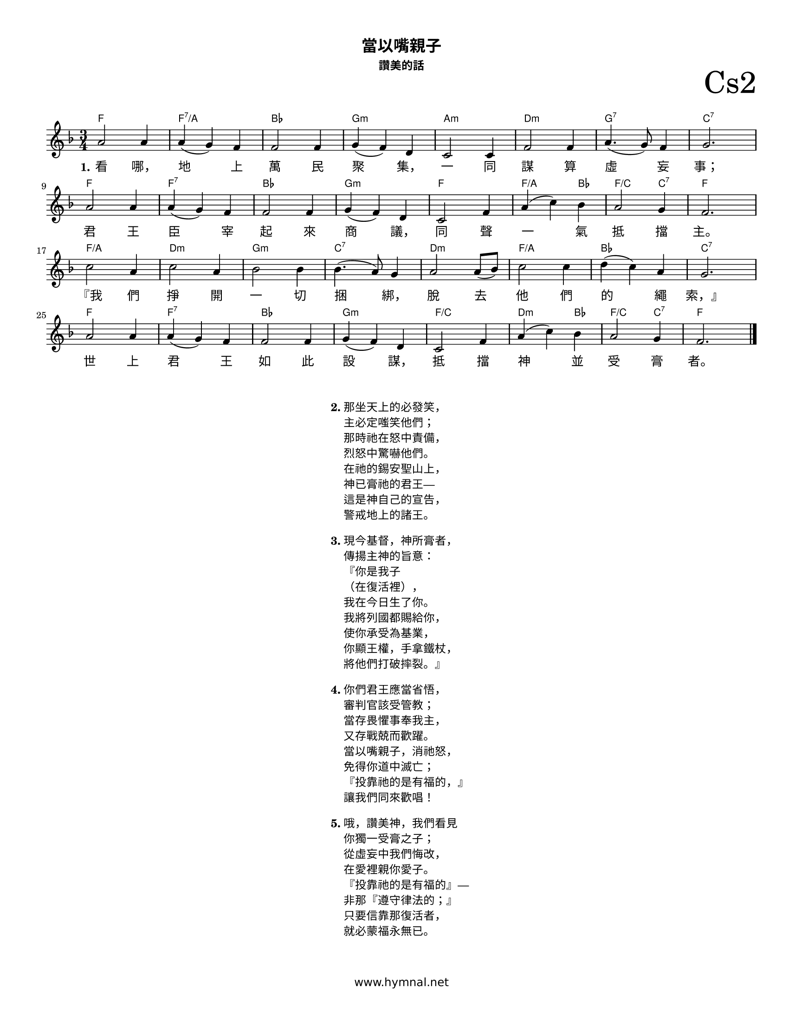 當以嘴親子
讚美的話
Cs2
F F7/A B♭ Gm Am Dm G7 C7
3/4
1. 看 哪， 地 上 萬 民 聚 集， 一 同 謀 算 虛 妄 事；
9
F F7 B♭ Gm F F/A B♭ F/C C7 F
君 王 臣 宰 起 來 商 議， 同 聲 一 氣 抵 擋 主。
17
F/A Dm Gm C7 Dm F/A B♭ C7
『我 們 掙 開 一 切 捆 綁， 脫 去 他 們 的 繩 索，』
25
F F7 B♭ Gm F/C Dm B♭ F/C C7 F
世 上 君 王 如 此 設 謀， 抵 擋 神 並 受 膏 者。
2. 那坐天上的必發笑，
主必定嗤笑他們；
那時祂在怒中責備，
烈怒中驚嚇他們。
在祂的錫安聖山上，
神已膏祂的君王—
這是神自己的宣告，
警戒地上的諸王。
3. 現今基督，神所膏者，
傳揚主神的旨意：
『你是我子
（在復活裡），
我在今日生了你。
我將列國都賜給你，
使你承受為基業，
你顯王權，手拿鐵杖，
將他們打破摔裂。』
4. 你們君王應當省悟，
審判官該受管教；
當存畏懼事奉我主，
又存戰兢而歡躍。
當以嘴親子，消祂怒，
免得你道中滅亡；
『投靠祂的是有福的，』
讓我們同來歡唱！
5. 哦，讚美神，我們看見
你獨一受膏之子；
從虛妄中我們悔改，
在愛裡親你愛子。
『投靠祂的是有福的』—
非那『遵守律法的；』
只要信靠那復活者，
就必蒙福永無已。
www.hymnal.net